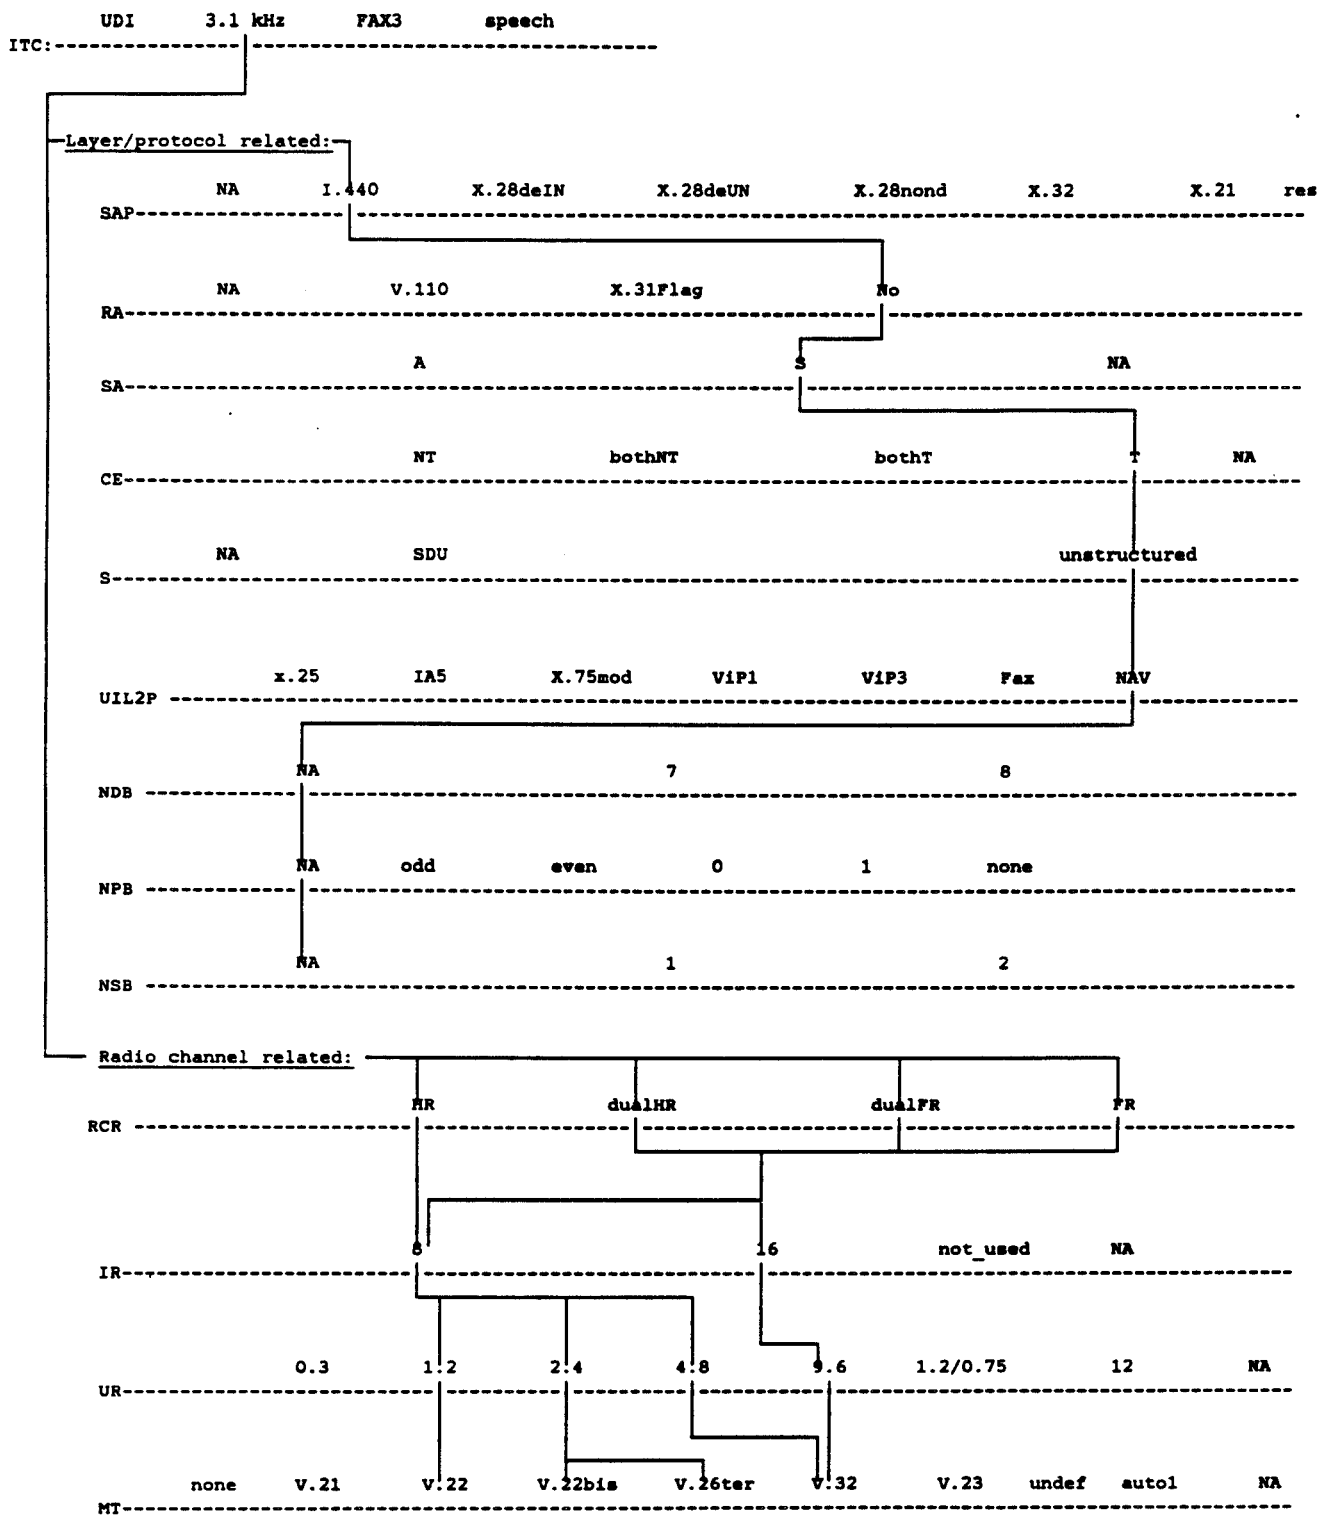 UDI 3.1 kHz FAX3 speech
ITC:
Layer/protocol related:
NA I.440 X.28deIN X.28deUN X.28nond X.32 X.21 res
SAP
NA V.110 X.31Flag No
RA
A S NA
SA
NT bothNT bothT T NA
CE
NA SDU unstructured
S
x.25 IA5 X.75mod ViP1 ViP3 Fax NAV
UIL2P
NA 7 8
NDB
NA odd even 0 1 none
NPB
NA 1 2
NSB
Radio channel related:
HR dualHR dualFR FR
RCR
8 16 not_used NA
IR
0.3 1.2 2.4 4.8 9.6 1.2/0.75 12 NA
UR
none V.21 V.22 V.22bis V.26ter V.32 V.23 undef auto1 NA
MT